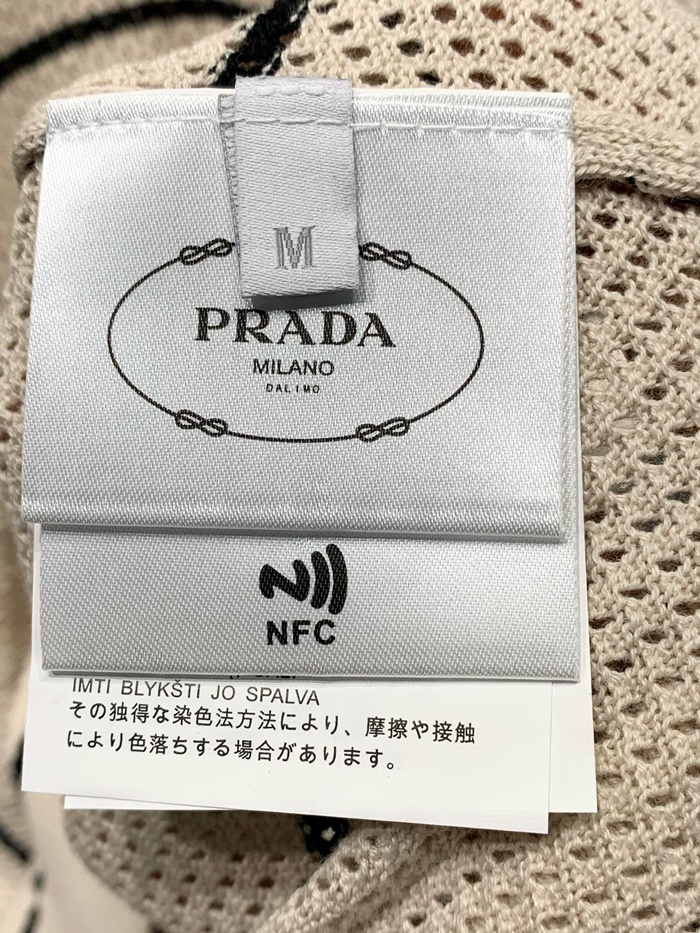 M
PRADA
MILANO
DAL 1MO
NFC
IMTI BLYKŠTI JO SPALVA
その独得な染色法方法により、摩擦や接触
により色落ちする場合があります。